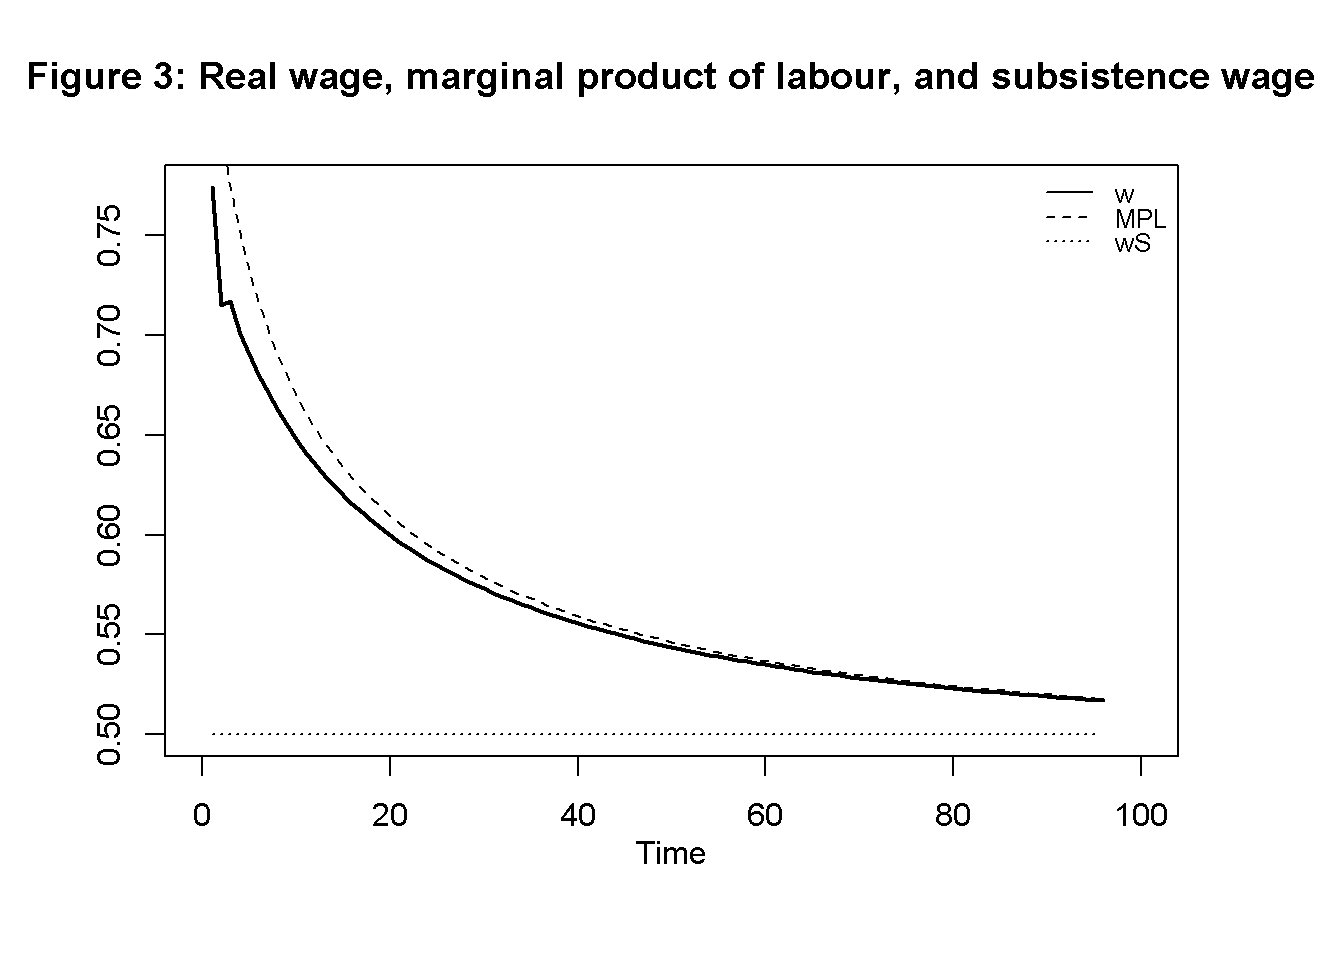 Figure 3: Real wage, marginal product of labour, and subsistence wage
w
MPL
wS
0.75
0.70
0.65
0.60
0.55
0.50
0 20 40 60 80 100
Time